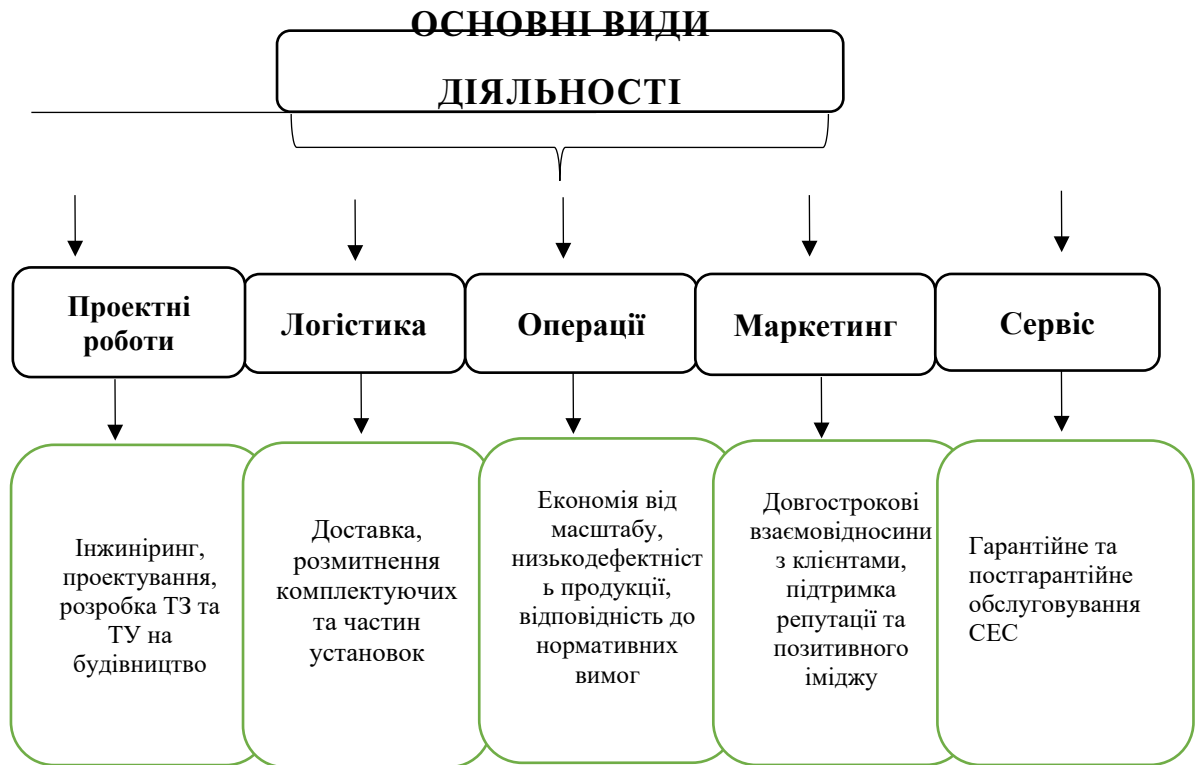 ОСНОВНІ ВИДИ
ДІЯЛЬНОСТІ
Проектні
роботи
Логістика
Операції
Маркетинг
Сервіс
Інжиніринг,
проектування,
розробка ТЗ та
ТУ на
будівництво
Доставка,
розмитнення
комплектуючих
та частин
установок
Економія від
масштабу,
низькодефектніст
ь продукції,
відповідність до
нормативних
вимог
Довгострокові
взаємовідносини
з клієнтами,
підтримка
репутації та
позитивного
іміджу
Гарантійне та
постгарантійне
обслуговування
СЕС